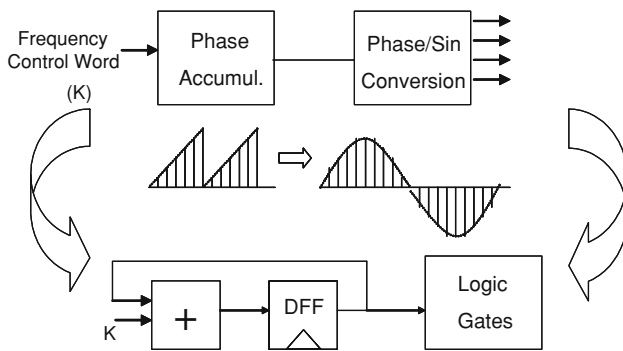 Frequency
Control Word
(K)
Phase
Accumul.
Phase/Sin
Conversion
K
+
DFF
Logic
Gates